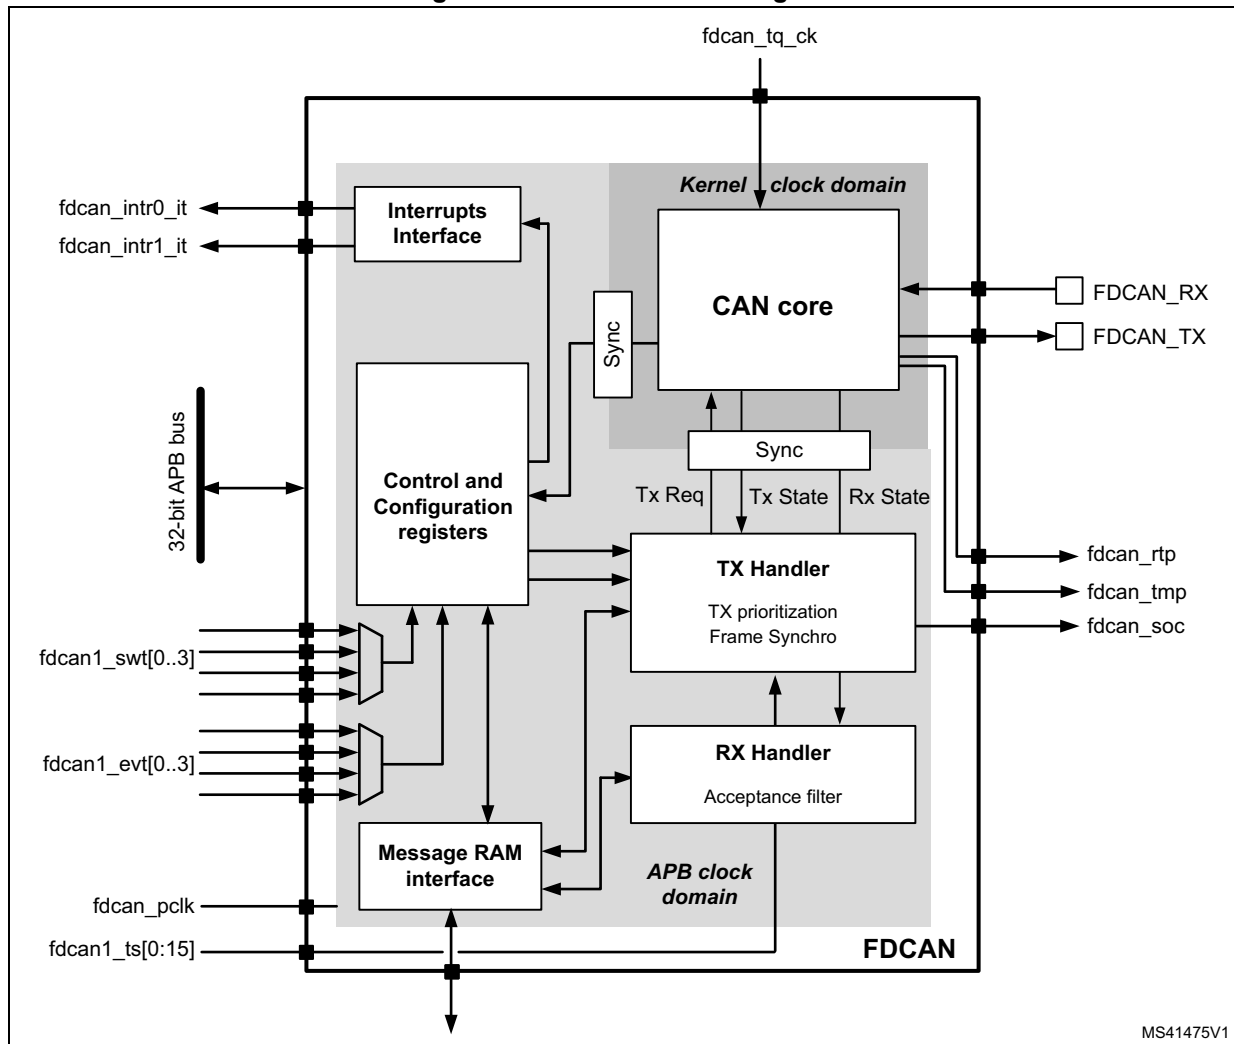 fdcan_tq_ck
Kernel clock domain
fdcan_intr0_it
fdcan_intr1_it
Interrupts
Interface
CAN core
FDCAN_RX
FDCAN_TX
Sync
32-bit APB bus
Control and
Configuration
registers
Sync
Tx Req
Tx State
Rx State
TX Handler
TX prioritization
Frame Synchro
fdcan_rtp
fdcan_tmp
fdcan_soc
fdcan1_swt[0..3]
fdcan1_evt[0..3]
RX Handler
Acceptance filter
Message RAM
interface
APB clock
domain
fdcan_pclk
fdcan1_ts[0:15]
FDCAN
MS41475V1